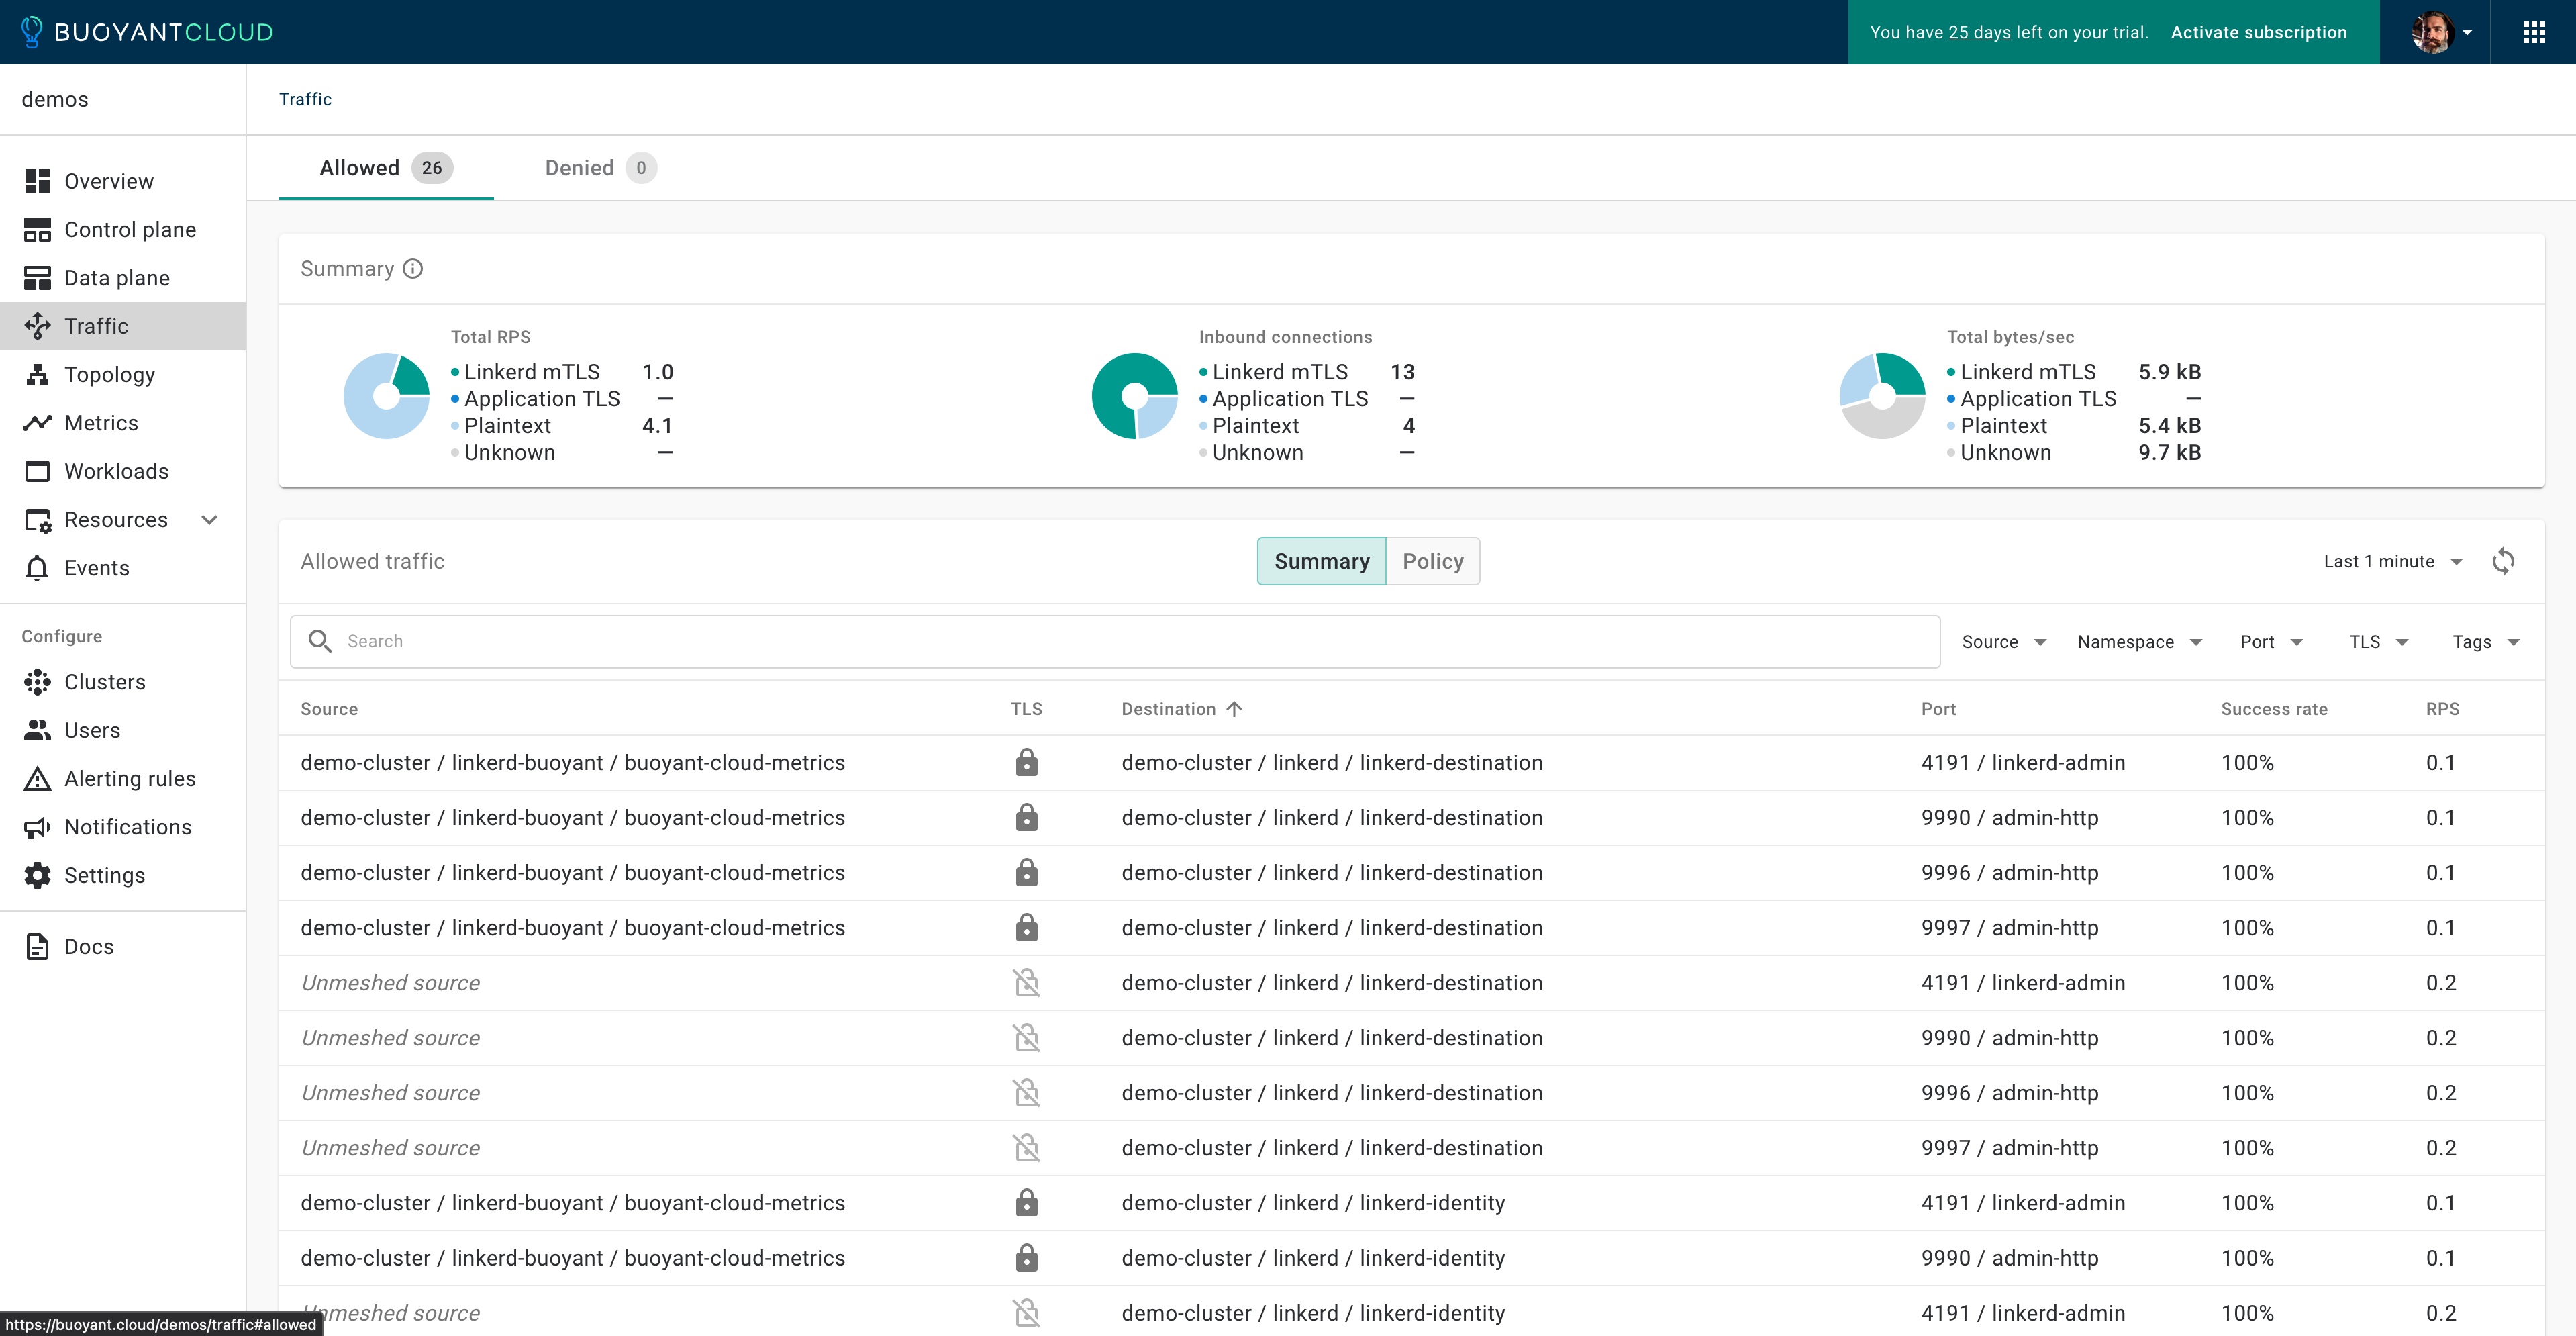 BUOYANTCLOUD
You have 25 days left on your trial. Activate subscription
demos
Traffic
Overview
Control plane
Data plane
Traffic
Topology
Metrics
Workloads
Resources
Events
Configure
Clusters
Users
Alerting rules
Notifications
Settings
Docs
Allowed 26 Denied 0
Summary
Total RPS
Linkerd mTLS 1.0
Application TLS –
Plaintext 4.1
Unknown –
Inbound connections
Linkerd mTLS 13
Application TLS –
Plaintext 4
Unknown –
Total bytes/sec
Linkerd mTLS 5.9 kB
Application TLS –
Plaintext 5.4 kB
Unknown 9.7 kB
Allowed traffic Summary Policy Last 1 minute
Search Source Namespace Port TLS Tags
Source TLS Destination Port Success rate RPS
demo-cluster / linkerd-buoyant / buoyant-cloud-metrics demo-cluster / linkerd / linkerd-destination 4191 / linkerd-admin 100% 0.1
demo-cluster / linkerd-buoyant / buoyant-cloud-metrics demo-cluster / linkerd / linkerd-destination 9990 / admin-http 100% 0.1
demo-cluster / linkerd-buoyant / buoyant-cloud-metrics demo-cluster / linkerd / linkerd-destination 9996 / admin-http 100% 0.1
demo-cluster / linkerd-buoyant / buoyant-cloud-metrics demo-cluster / linkerd / linkerd-destination 9997 / admin-http 100% 0.1
Unmeshed source demo-cluster / linkerd / linkerd-destination 4191 / linkerd-admin 100% 0.2
Unmeshed source demo-cluster / linkerd / linkerd-destination 9990 / admin-http 100% 0.2
Unmeshed source demo-cluster / linkerd / linkerd-destination 9996 / admin-http 100% 0.2
Unmeshed source demo-cluster / linkerd / linkerd-destination 9997 / admin-http 100% 0.2
demo-cluster / linkerd-buoyant / buoyant-cloud-metrics demo-cluster / linkerd / linkerd-identity 4191 / linkerd-admin 100% 0.1
demo-cluster / linkerd-buoyant / buoyant-cloud-metrics demo-cluster / linkerd / linkerd-identity 9990 / admin-http 100% 0.1
Unmeshed source demo-cluster / linkerd / linkerd-identity 4191 / linkerd-admin 100% 0.2
https://buoyant.cloud/demos/traffic#allowed